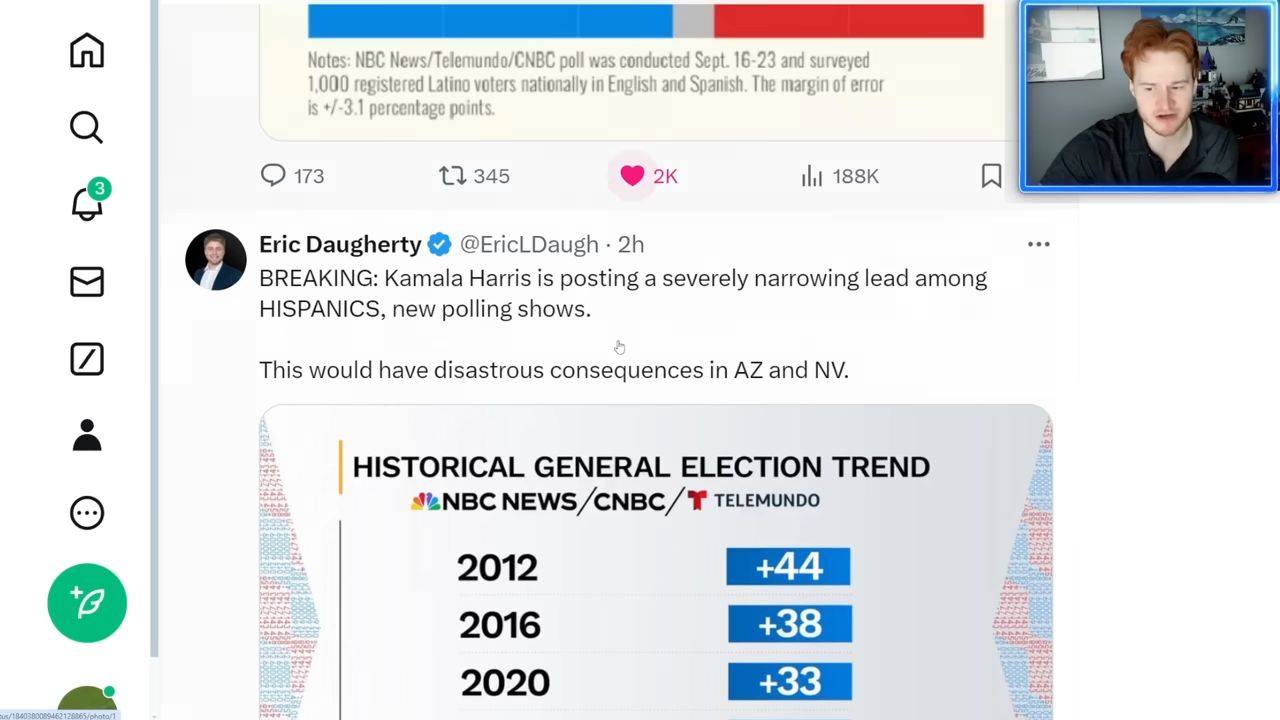 Notes: NBC News/Telemundo/CNBC poll was conducted Sept. 16-23 and surveyed
1,000 registered Latino voters nationally in English and Spanish. The margin of error
is +/-3.1 percentage points.
173 345 2K 188K
3
Eric Daugherty @EricLDaugh · 2h
BREAKING: Kamala Harris is posting a severely narrowing lead among
HISPANICS, new polling shows.
This would have disastrous consequences in AZ and NV.
HISTORICAL GENERAL ELECTION TREND
NBC NEWS/CNBC/TELEMUNDO
2012 +44
2016 +38
2020 +33